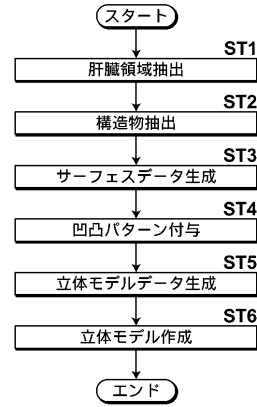 スタート
ST1
肝臓領域抽出
ST2
構造物抽出
ST3
サーフェスデータ生成
ST4
凹凸パターン付与
ST5
立体モデルデータ生成
ST6
立体モデル作成
エンド